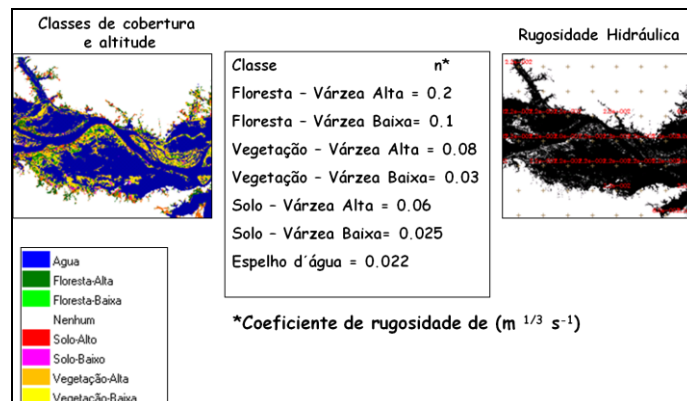 Classes de cobertura
e altitude
Rugosidade Hidráulica
Classe n*
Floresta – Várzea Alta = 0.2
Floresta – Várzea Baixa= 0.1
Vegetação – Várzea Alta = 0.08
Vegetação – Várzea Baixa= 0.03
Solo – Várzea Alta = 0.06
Solo – Várzea Baixa= 0.025
Espelho d´água = 0.022
Agua
Floresta-Alta
Floresta-Baixa
Nenhum
Solo-Alto
Solo-Baixo
Vegetação-Alta
Vegetação-Baixa
*Coeficiente de rugosidade de (m 1/3 s-1)